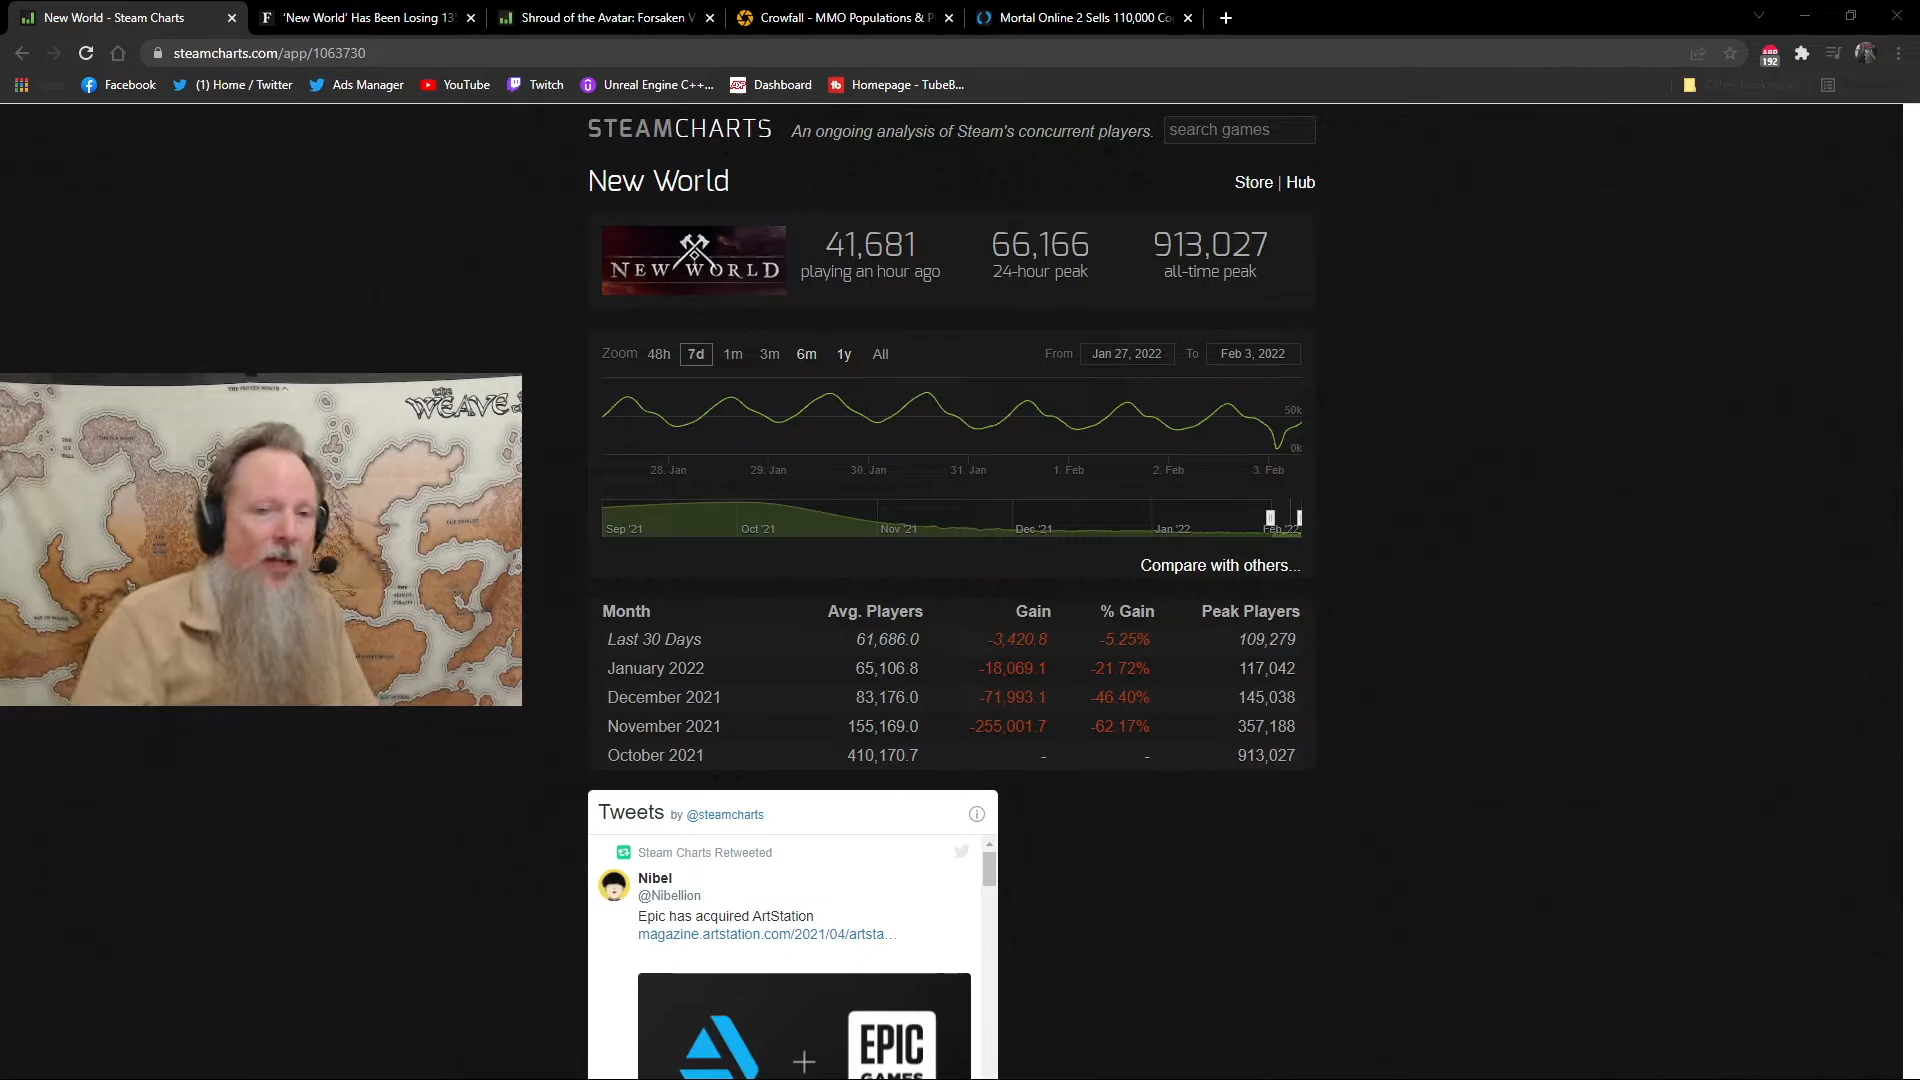 New World - Steam Charts
'New World' Has Been Losing 13
Shroud of the Avatar: Forsaken V
Crowfall - MMO Populations & P
Mortal Online 2 Sells 110,000 Co
steamcharts.com/app/1063730
192
Facebook
(1) Home / Twitter
Ads Manager
YouTube
Twitch
Unreal Engine C++...
Dashboard
Homepage - TubeB...
STEAMCHARTS
An ongoing analysis of Steam's concurrent players.
search games
New World
Store | Hub
NEW WORLD
41,681
playing an hour ago
66,166
24-hour peak
913,027
all-time peak
Zoom 48h 7d 1m 3m 6m 1y All
From Jan 27, 2022 To Feb 3, 2022
50k
0k
28. Jan 29. Jan 30. Jan 31. Jan 1. Feb 2. Feb 3. Feb
Sep '21 Oct '21 Nov '21 Dec '21 Jan '22 Feb '22
Compare with others...
Month Avg. Players Gain % Gain Peak Players
Last 30 Days 61,686.0 -3,420.8 -5.25% 109,279
January 2022 65,106.8 -18,069.1 -21.72% 117,042
December 2021 83,176.0 -71,993.1 -46.40% 145,038
November 2021 155,169.0 -255,001.7 -62.17% 357,188
October 2021 410,170.7 - - 913,027
the WEAVE
Tweets by @steamcharts
Steam Charts Retweeted
Nibel
@Nibellion
Epic has acquired ArtStation
magazine.artstation.com/2021/04/artsta...
EPIC
GAMES